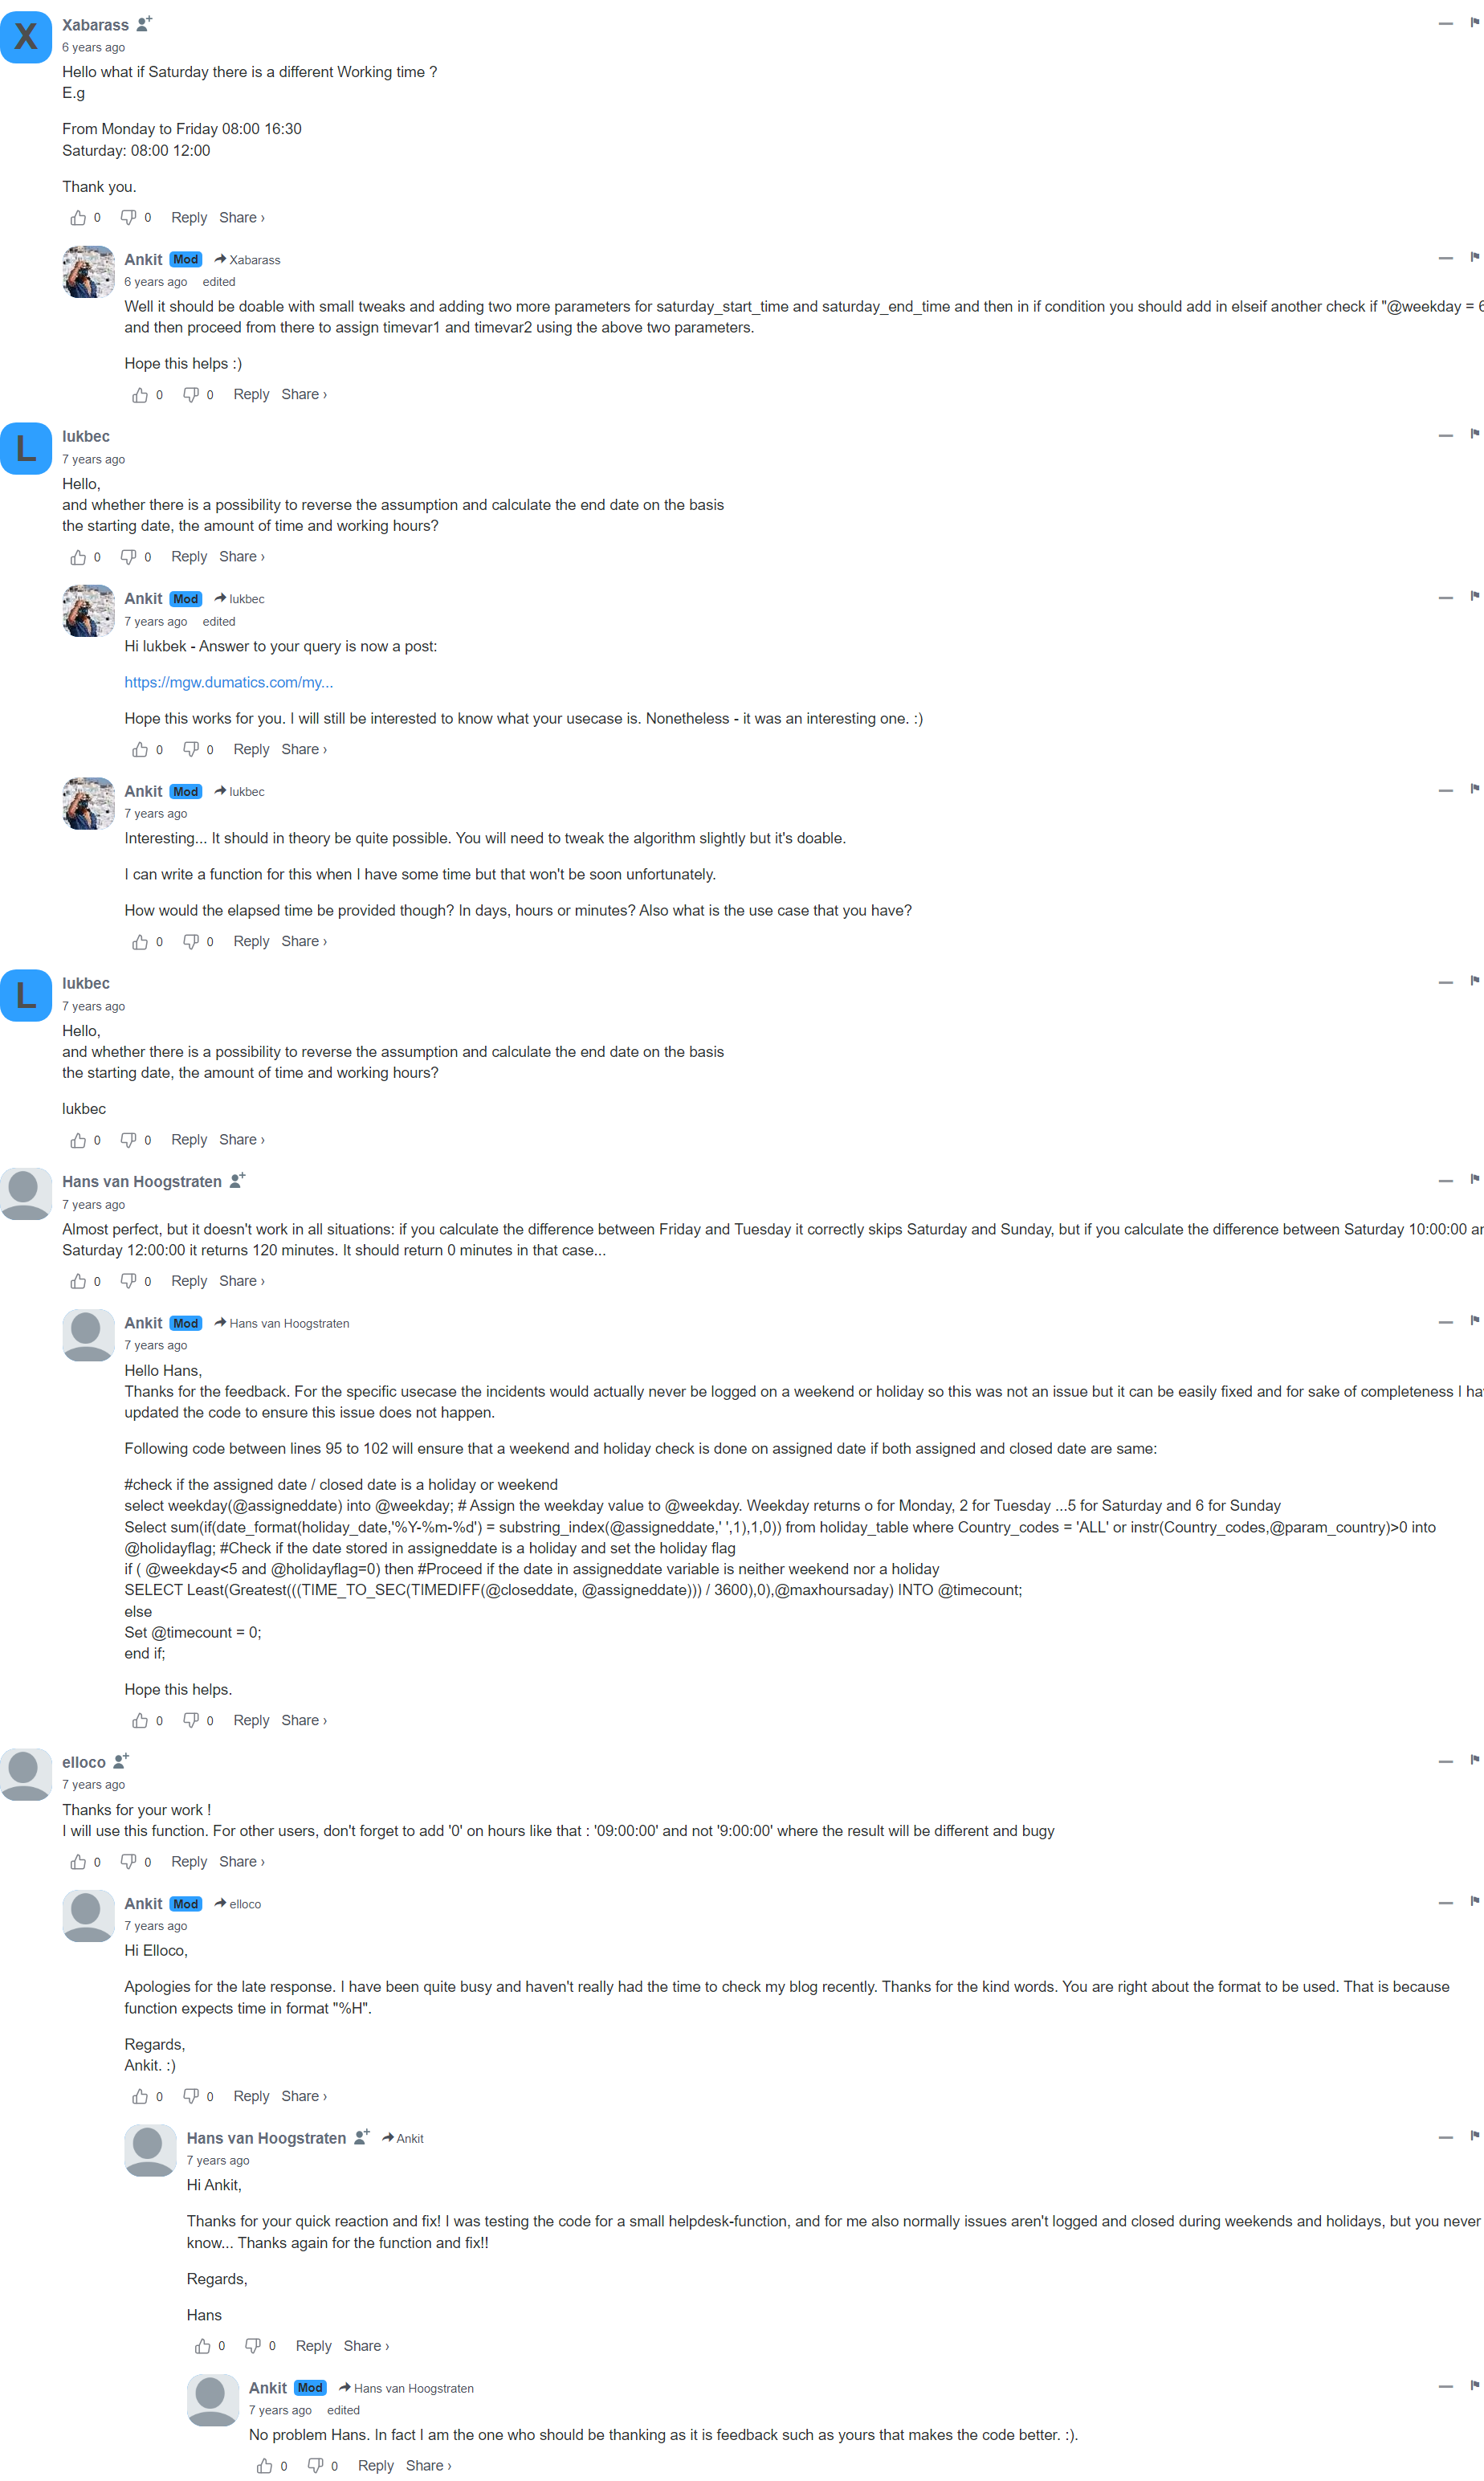 X
Xabarass
6 years ago
Hello what if Saturday there is a different Working time ?
E.g
From Monday to Friday 08:00 16:30
Saturday: 08:00 12:00
Thank you.
0 0 Reply Share ›
Ankit Mod Xabarass
6 years ago edited
Well it should be doable with small tweaks and adding two more parameters for saturday_start_time and saturday_end_time and then in if condition you should add in elseif another check if "@weekday =
and then proceed from there to assign timevar1 and timevar2 using the above two parameters.
Hope this helps :)
0 0 Reply Share ›
L
lukbec
7 years ago
Hello,
and whether there is a possibility to reverse the assumption and calculate the end date on the basis
the starting date, the amount of time and working hours?
0 0 Reply Share ›
Ankit Mod lukbec
7 years ago edited
Hi lukbek - Answer to your query is now a post:
https://mgw.dumatics.com/my...
Hope this works for you. I will still be interested to know what your usecase is. Nonetheless - it was an interesting one. :)
0 0 Reply Share ›
Ankit Mod lukbec
7 years ago
Interesting... It should in theory be quite possible. You will need to tweak the algorithm slightly but it's doable.
I can write a function for this when I have some time but that won't be soon unfortunately.
How would the elapsed time be provided though? In days, hours or minutes? Also what is the use case that you have?
0 0 Reply Share ›
L
lukbec
7 years ago
Hello,
and whether there is a possibility to reverse the assumption and calculate the end date on the basis
the starting date, the amount of time and working hours?
lukbec
0 0 Reply Share ›
Hans van Hoogstraten
7 years ago
Almost perfect, but it doesn't work in all situations: if you calculate the difference between Friday and Tuesday it correctly skips Saturday and Sunday, but if you calculate the difference between Saturday 10:00:00
Saturday 12:00:00 it returns 120 minutes. It should return 0 minutes in that case...
0 0 Reply Share ›
Ankit Mod Hans van Hoogstraten
7 years ago
Hello Hans,
Thanks for the feedback. For the specific usecase the incidents would actually never be logged on a weekend or holiday so this was not an issue but it can be easily fixed and for sake of completeness I
updated the code to ensure this issue does not happen.
Following code between lines 95 to 102 will ensure that a weekend and holiday check is done on assigned date if both assigned and closed date are same:
#check if the assigned date / closed date is a holiday or weekend
select weekday(@assigneddate) into @weekday; # Assign the weekday value to @weekday. Weekday returns o for Monday, 2 for Tuesday ...5 for Saturday and 6 for Sunday
Select sum(if(date_format(holiday_date,'%Y-%m-%d') = substring_index(@assigneddate,' ',1),1,0)) from holiday_table where Country_codes = 'ALL' or instr(Country_codes,@param_country)>0 into
@holidayflag; #Check if the date stored in assigneddate is a holiday and set the holiday flag
if ( @weekday<5 and @holidayflag=0) then #Proceed if the date in assigneddate variable is neither weekend nor a holiday
SELECT Least(Greatest(((TIME_TO_SEC(TIMEDIFF(@closeddate, @assigneddate))) / 3600),0),@maxhoursaday) INTO @timecount;
else
Set @timecount = 0;
end if;
Hope this helps.
0 0 Reply Share ›
elloco
7 years ago
Thanks for your work !
I will use this function. For other users, don't forget to add '0' on hours like that : '09:00:00' and not '9:00:00' where the result will be different and bugy
0 0 Reply Share ›
Ankit Mod elloco
7 years ago
Hi Elloco,
Apologies for the late response. I have been quite busy and haven't really had the time to check my blog recently. Thanks for the kind words. You are right about the format to be used. That is because
function expects time in format "%H".
Regards,
Ankit. :)
0 0 Reply Share ›
Hans van Hoogstraten Ankit
7 years ago
Hi Ankit,
Thanks for your quick reaction and fix! I was testing the code for a small helpdesk-function, and for me also normally issues aren't logged and closed during weekends and holidays, but you never
know... Thanks again for the function and fix!!
Regards,
Hans
0 0 Reply Share ›
Ankit Mod Hans van Hoogstraten
7 years ago edited
No problem Hans. In fact I am the one who should be thanking as it is feedback such as yours that makes the code better. :).
0 0 Reply Share ›